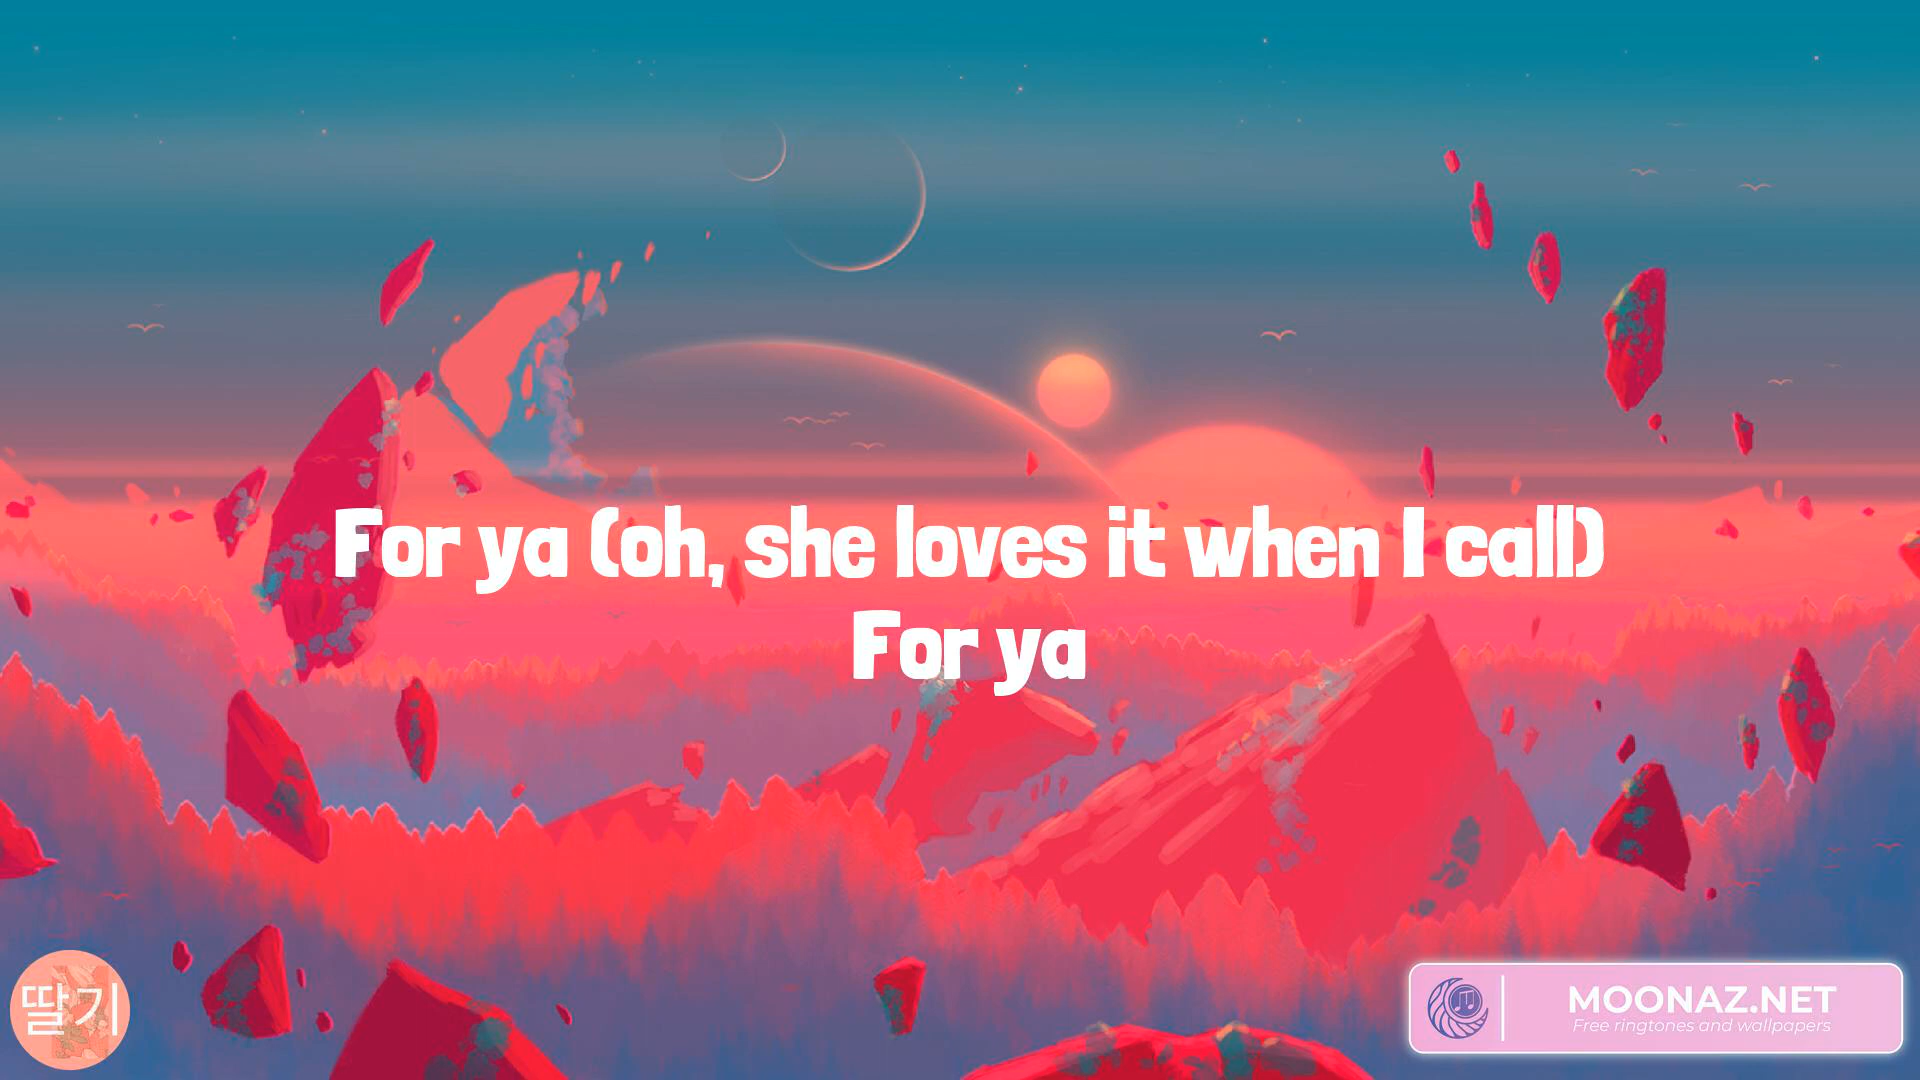 For ya (oh, she loves it when I call)
For ya
딸기
MOONAZ.NET
Free ringtones and wallpapers